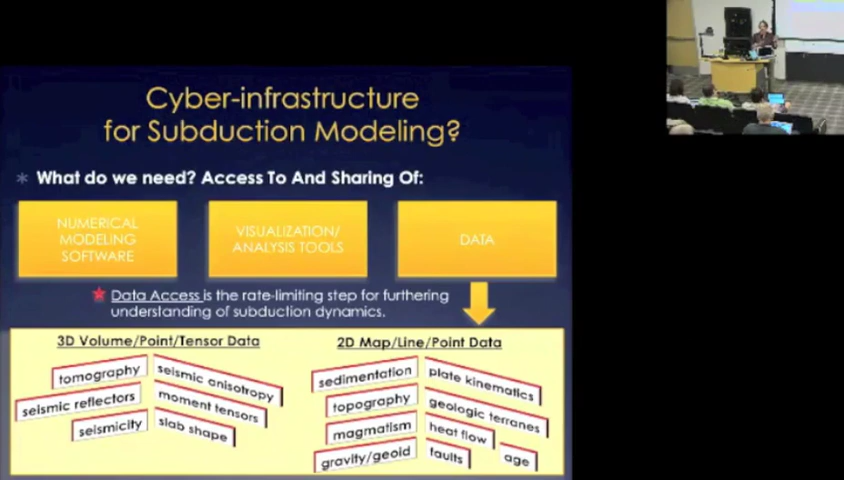 Cyber-infrastructure
for Subduction Modeling?
* What do we need? Access To And Sharing Of:
NUMERICAL
MODELING
SOFTWARE
VISUALIZATION/
ANALYSIS TOOLS
DATA
Data Access is the rate-limiting step for furthering
understanding of subduction dynamics.
3D Volume/Point/Tensor Data
tomography
seismic anisotropy
seismic reflectors
moment tensors
seismicity
slab shape
2D Map/Line/Point Data
sedimentation
plate kinematics
topography
geologic terranes
magmatism
heat flow
gravity/geoid
faults
age